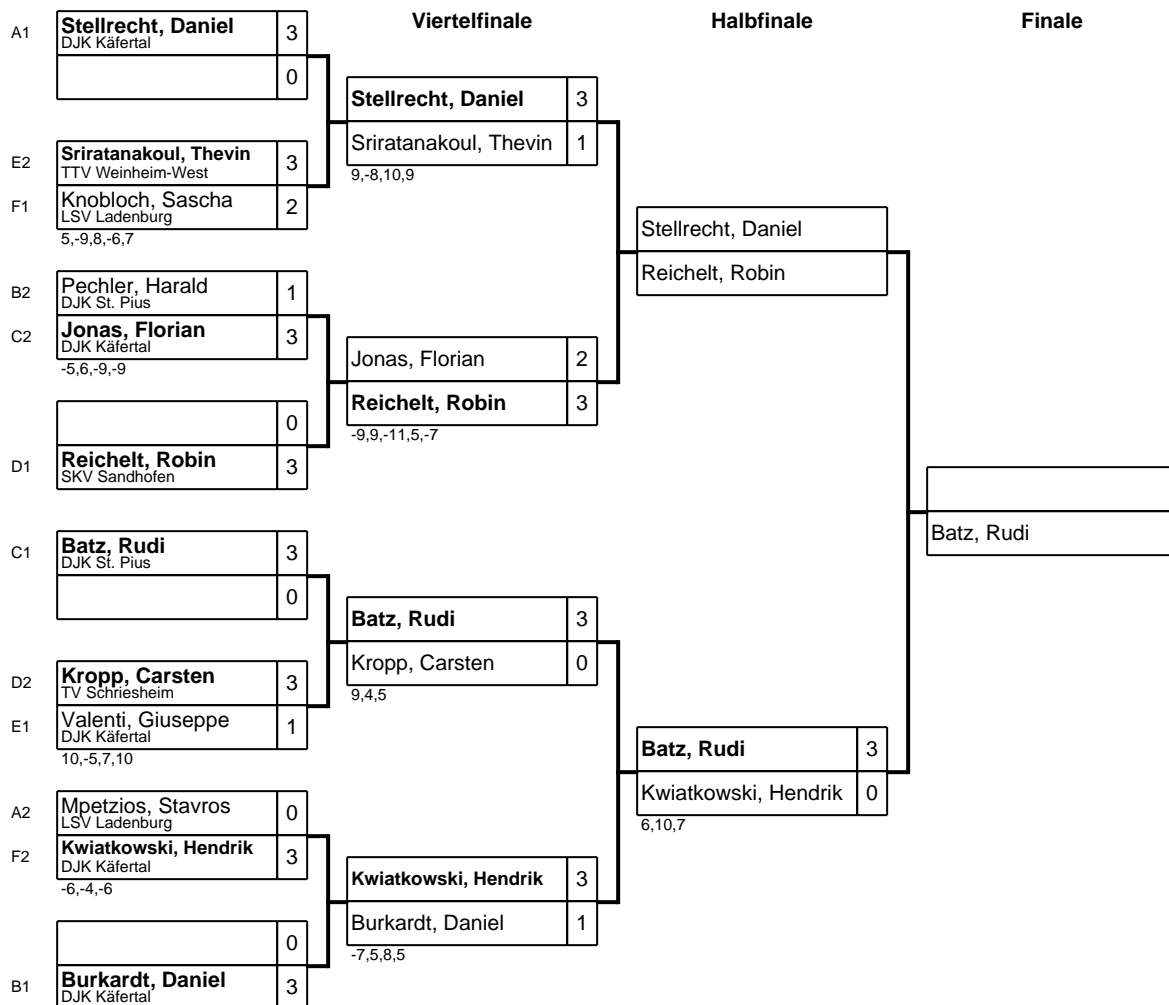 Viertelfinale
Halbfinale
Finale
A1
Stellrecht, Daniel
DJK Käfertal
3
0
E2
Sriratanakoul, Thevin
TTV Weinheim-West
3
F1
Knobloch, Sascha
LSV Ladenburg
2
5,-9,8,-6,7
B2
Pechler, Harald
DJK St. Pius
1
C2
Jonas, Florian
DJK Käfertal
3
-5,6,-9,-9
0
D1
Reichelt, Robin
SKV Sandhofen
3
C1
Batz, Rudi
DJK St. Pius
3
0
D2
Kropp, Carsten
TV Schriesheim
3
E1
Valenti, Giuseppe
DJK Käfertal
1
10,-5,7,10
A2
Mpetzios, Stavros
LSV Ladenburg
0
F2
Kwiatkowski, Hendrik
DJK Käfertal
3
-6,-4,-6
0
B1
Burkardt, Daniel
DJK Käfertal
3
Stellrecht, Daniel 3
Sriratanakoul, Thevin 1
9,-8,10,9
Jonas, Florian 2
Reichelt, Robin 3
-9,9,-11,5,-7
Batz, Rudi 3
Kropp, Carsten 0
9,4,5
Kwiatkowski, Hendrik 3
Burkardt, Daniel 1
-7,5,8,5
Stellrecht, Daniel
Reichelt, Robin
Batz, Rudi 3
Kwiatkowski, Hendrik 0
6,10,7
Batz, Rudi